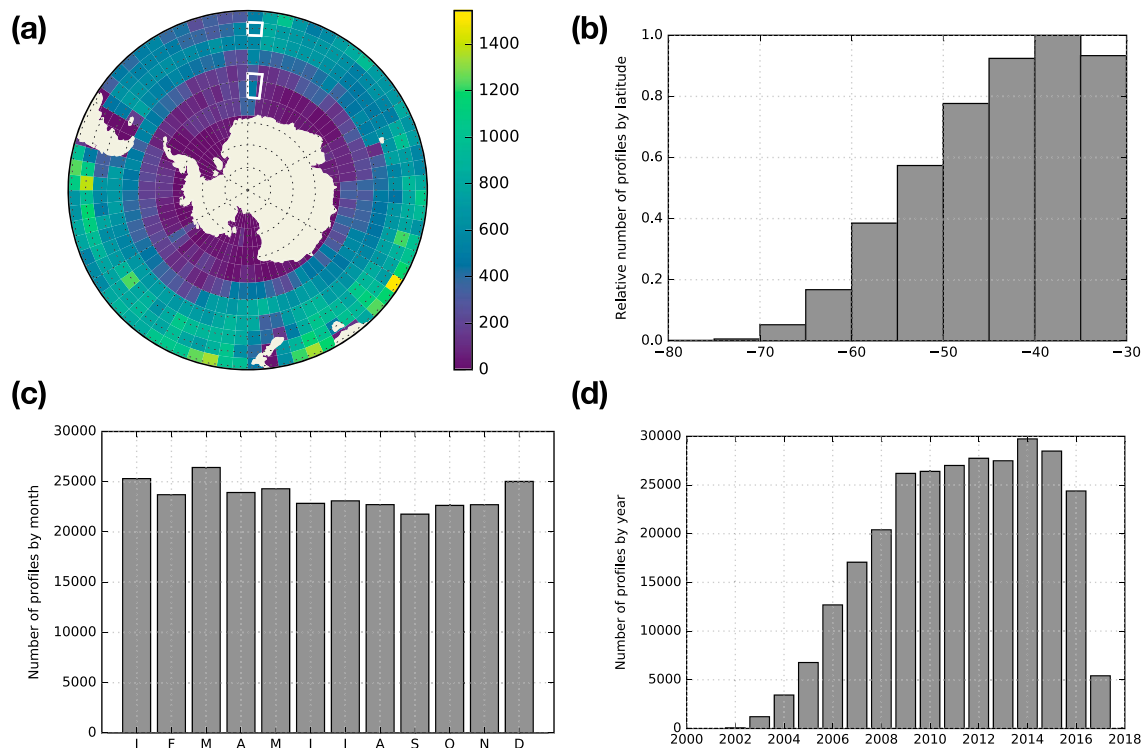 (a)
1400
1200
1000
800
600
400
200
0
(b)
Relative number of profiles by latitude
1.0
0.8
0.6
0.4
0.2
0.0
−80 −70 −60 −50 −40 −30
(c)
Number of profiles by month
30000
25000
20000
15000
10000
5000
0
J F M A M J J A S O N D
(d)
Number of profiles by year
30000
25000
20000
15000
10000
5000
0
2000 2002 2004 2006 2008 2010 2012 2014 2016 2018